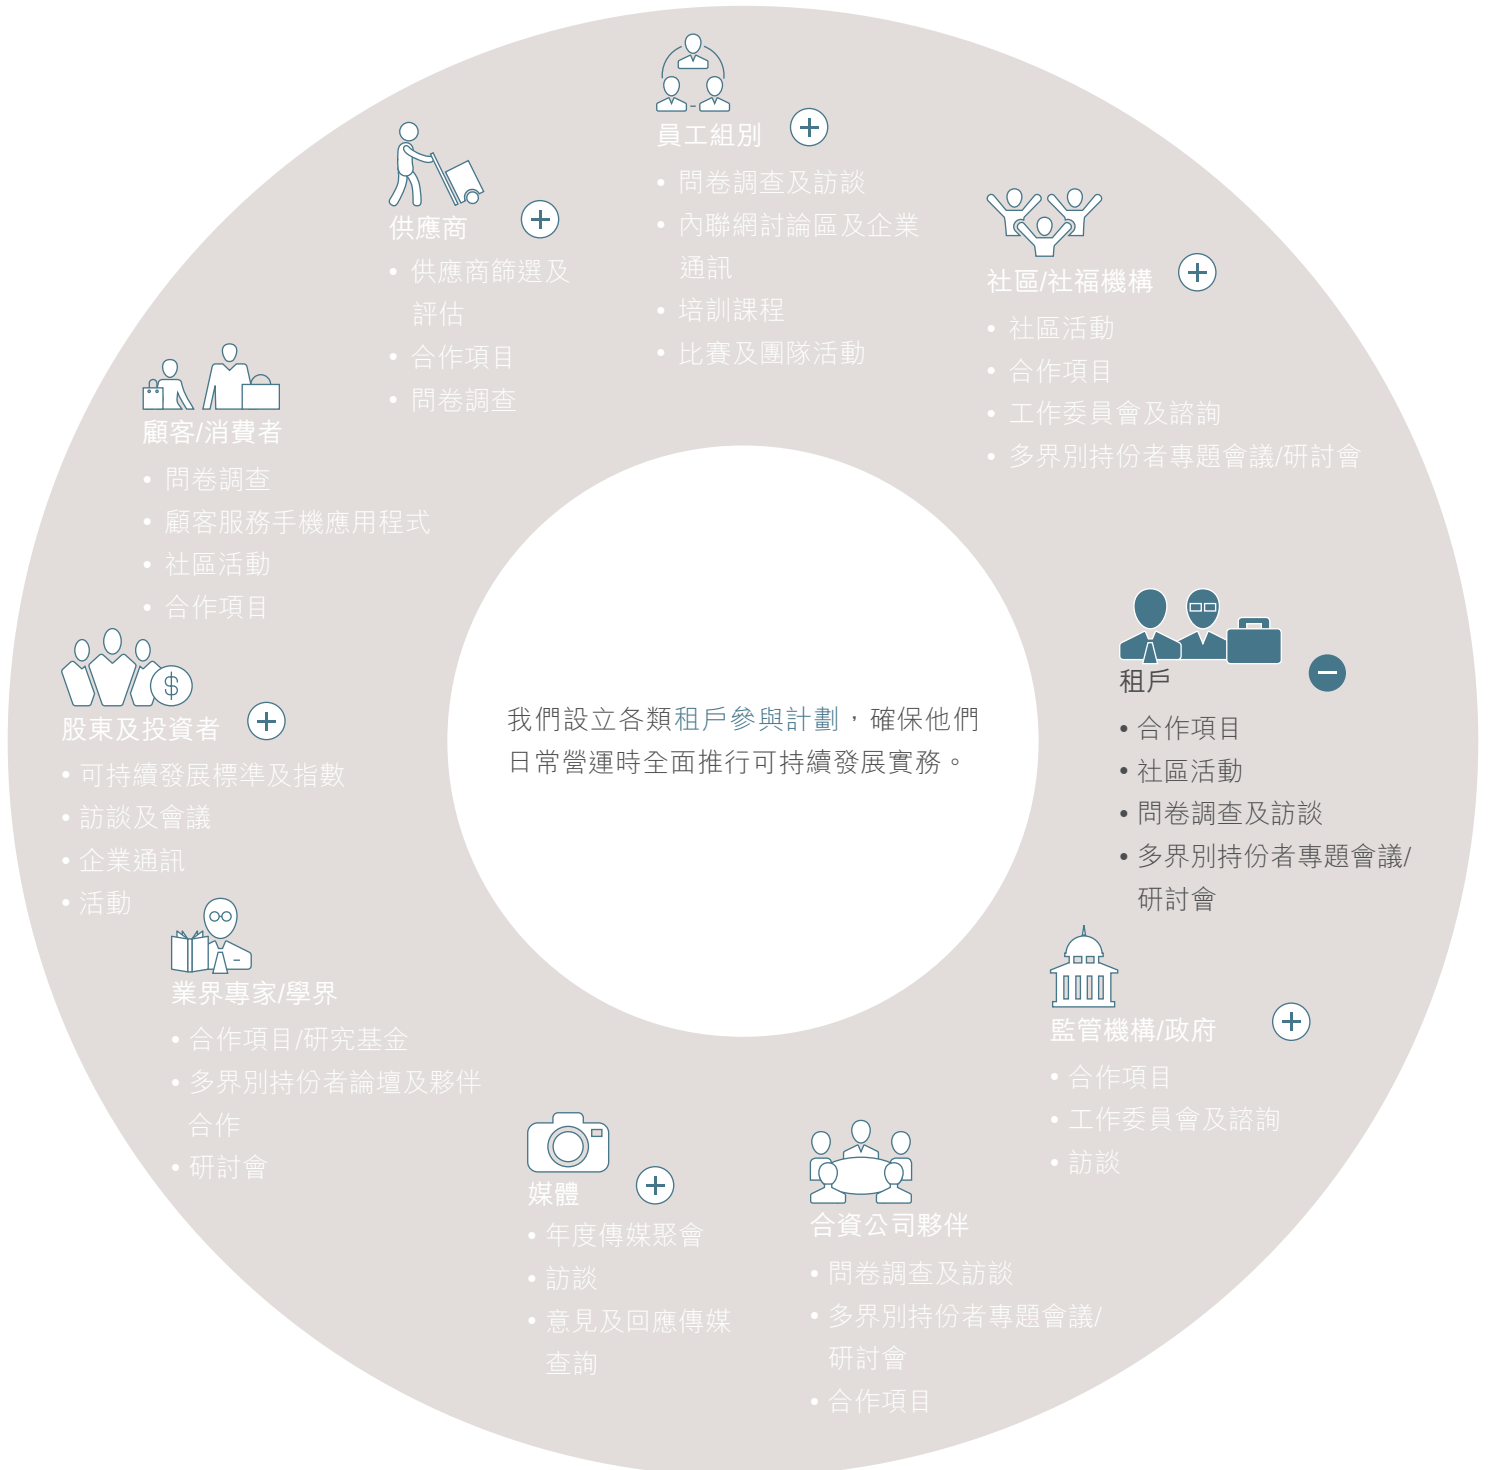 員工組別
• 問卷調查及訪談
• 內聯網討論區及企業
通訊
• 培訓課程
• 比賽及團隊活動
社區/社福機構
• 社區活動
• 合作項目
• 工作委員會及諮詢
• 多界別持份者專題會議/研討會
租戶
• 合作項目
• 社區活動
• 問卷調查及訪談
• 多界別持份者專題會議/
研討會
監管機構/政府
• 合作項目
• 工作委員會及諮詢
• 訪談
合資公司夥伴
• 問卷調查及訪談
• 多界別持份者專題會議/
研討會
• 合作項目
媒體
• 年度傳媒聚會
• 訪談
• 意見及回應傳媒
查詢
業界專家/學界
• 合作項目/研究基金
• 多界別持份者論壇及夥伴
合作
• 研討會
股東及投資者
• 可持續發展標準及指數
• 訪談及會議
• 企業通訊
• 活動
顧客/消費者
• 問卷調查
• 顧客服務手機應用程式
• 社區活動
• 合作項目
供應商
• 供應商篩選及
評估
• 合作項目
• 問卷調查
我們設立各類租戶參與計劃，確保他們
日常營運時全面推行可持續發展實務。